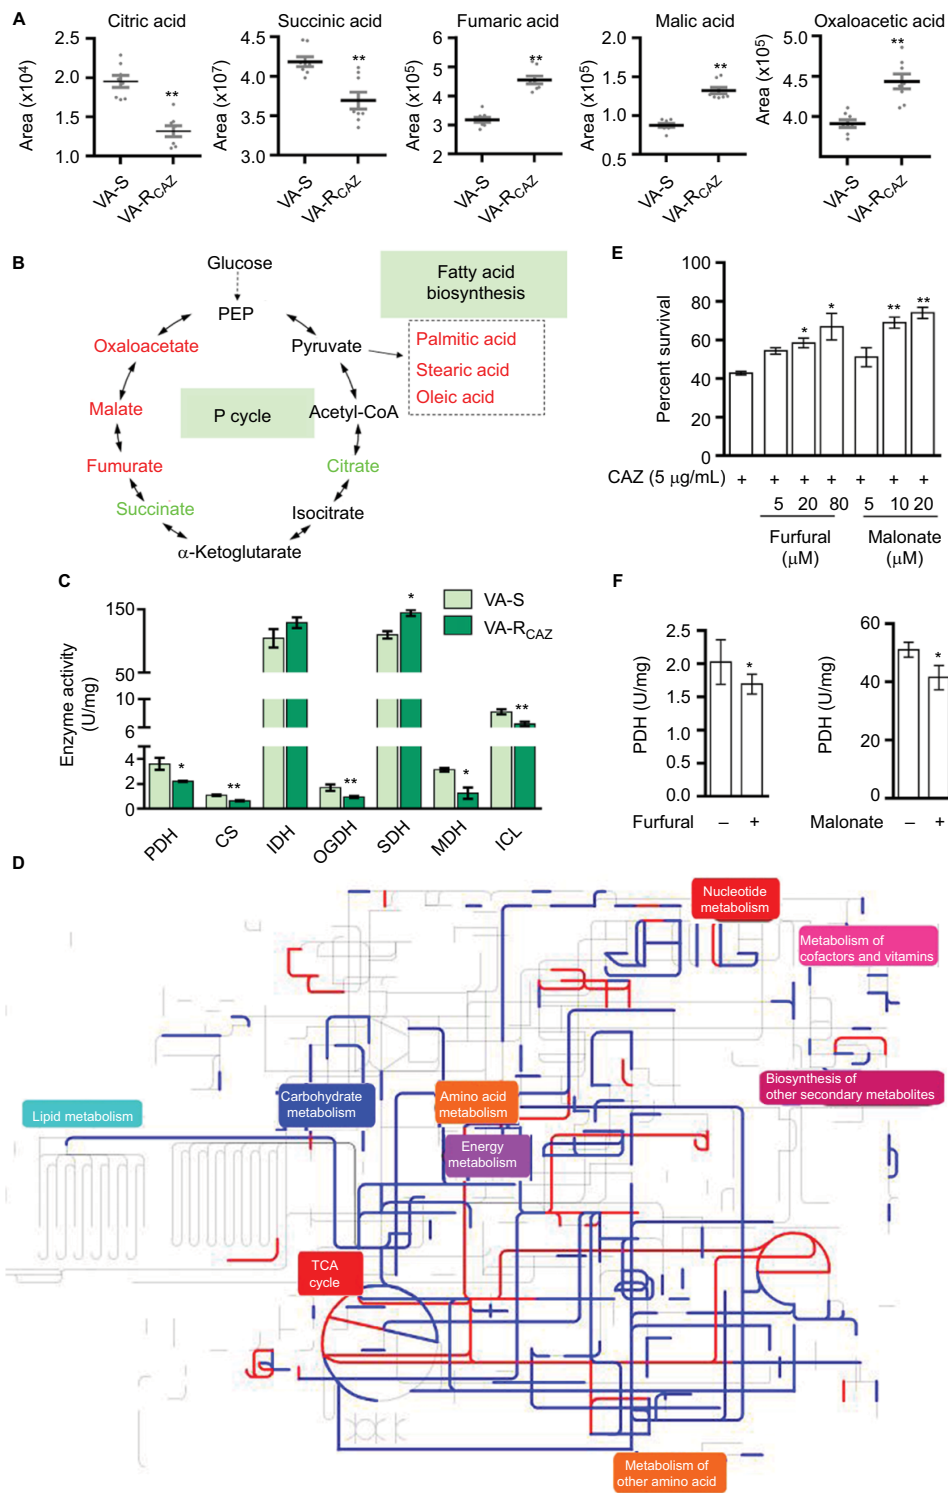 A
Citric acid
Succinic acid
Fumaric acid
Malic acid
Oxaloacetic acid
Area (x10⁴)
2.5
2.0
1.5
1.0
**
VA-S
VA-R_CAZ
Area (x10⁷)
4.5
4.0
3.5
3.0
**
VA-S
VA-R_CAZ
Area (x10⁵)
6
5
4
3
2
**
VA-S
VA-R_CAZ
Area (x10⁵)
2.0
1.5
1.0
0.5
**
VA-S
VA-R_CAZ
Area (x10⁵)
5.0
4.5
4.0
**
VA-S
VA-R_CAZ
B
Glucose
PEP
Oxaloacetate
Pyruvate
Malate
P cycle
Acetyl-CoA
Fumurate
Citrate
Succinate
Isocitrate
α-Ketoglutarate
Fatty acid
biosynthesis
Palmitic acid
Stearic acid
Oleic acid
E
Percent survival
100
80
60
40
20
0
*
*
**
**
CAZ (5 µg/mL) + + + + + + +
5 20 80 5 10 20
Furfural
(µM)
Malonate
(µM)
C
VA-S
VA-R_CAZ
Enzyme activity
(U/mg)
150
50
10
6
4
2
0
*
**
**
*
*
**
PDH
CS
IDH
OGDH
SDH
MDH
ICL
F
PDH (U/mg)
2.5
2.0
1.5
1.0
0.5
0.0
*
Furfural – +
PDH (U/mg)
60
40
20
0
*
Malonate – +
D
Nucleotide
metabolism
Metabolism of
cofactors and vitamins
Biosynthesis of
other secondary metabolites
Lipid metabolism
Carbohydrate
metabolism
Amino acid
metabolism
Energy
metabolism
TCA
cycle
Metabolism of
other amino acid